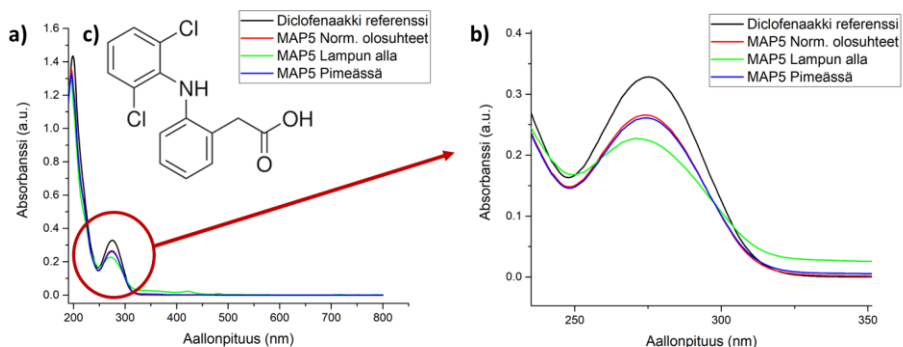 a)
c)
Diclofenaakki referenssi
MAP5 Norm. olosuhteet
MAP5 Lampun alla
MAP5 Pimeässä
Cl
NH
Cl
OH
O
Absorbanssi (a.u.)
1.6
1.4
1.2
1.0
0.8
0.6
0.4
0.2
0.0
200 300 400 500 600 700 800
Aallonpituus (nm)
b)
Diclofenaakki referenssi
MAP5 Norm. olosuhteet
MAP5 Lampun alla
MAP5 Pimeässä
Absorbanssi (a.u.)
0.4
0.3
0.2
0.1
0.0
250 300 350
Aallonpituus (nm)